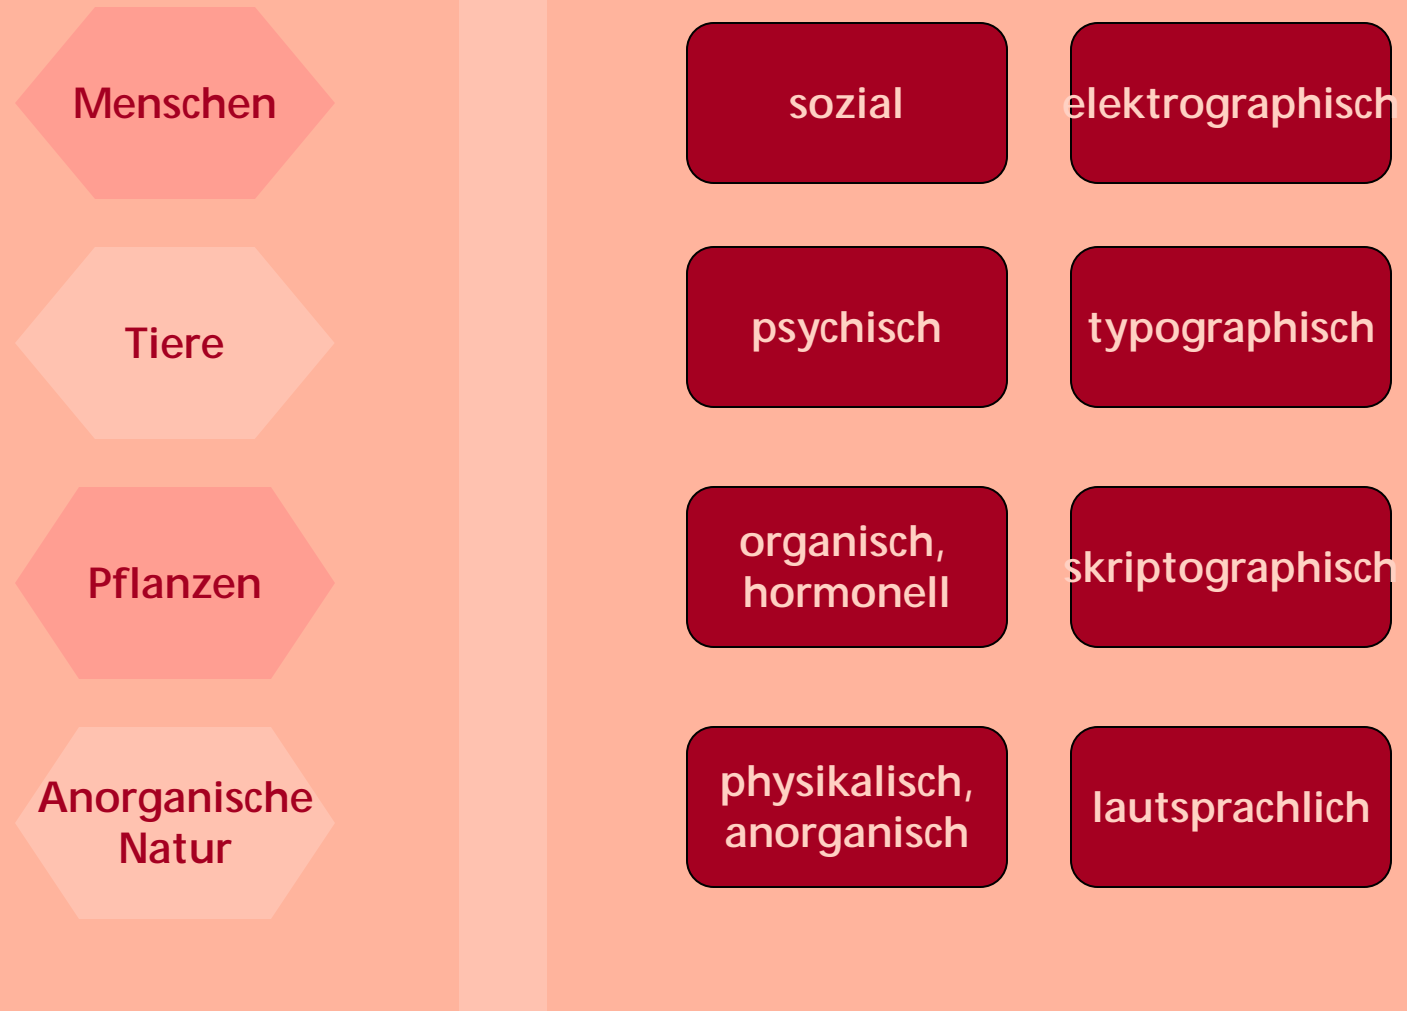 Menschen
sozial
elektrographisch
Tiere
psychisch
typographisch
Pflanzen
organisch,
hormonell
skriptographisch
Anorganische
Natur
physikalisch,
anorganisch
lautsprachlich